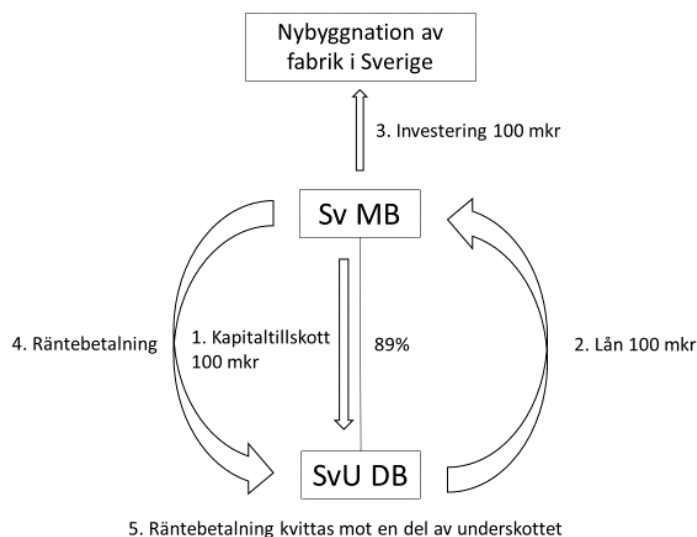 Nybyggnation av
fabrik i Sverige
3. Investering 100 mkr
Sv MB
4. Räntebetalning
1. Kapitaltillskott
100 mkr
89%
2. Lån 100 mkr
SvU DB
5. Räntebetalning kvittas mot en del av underskottet